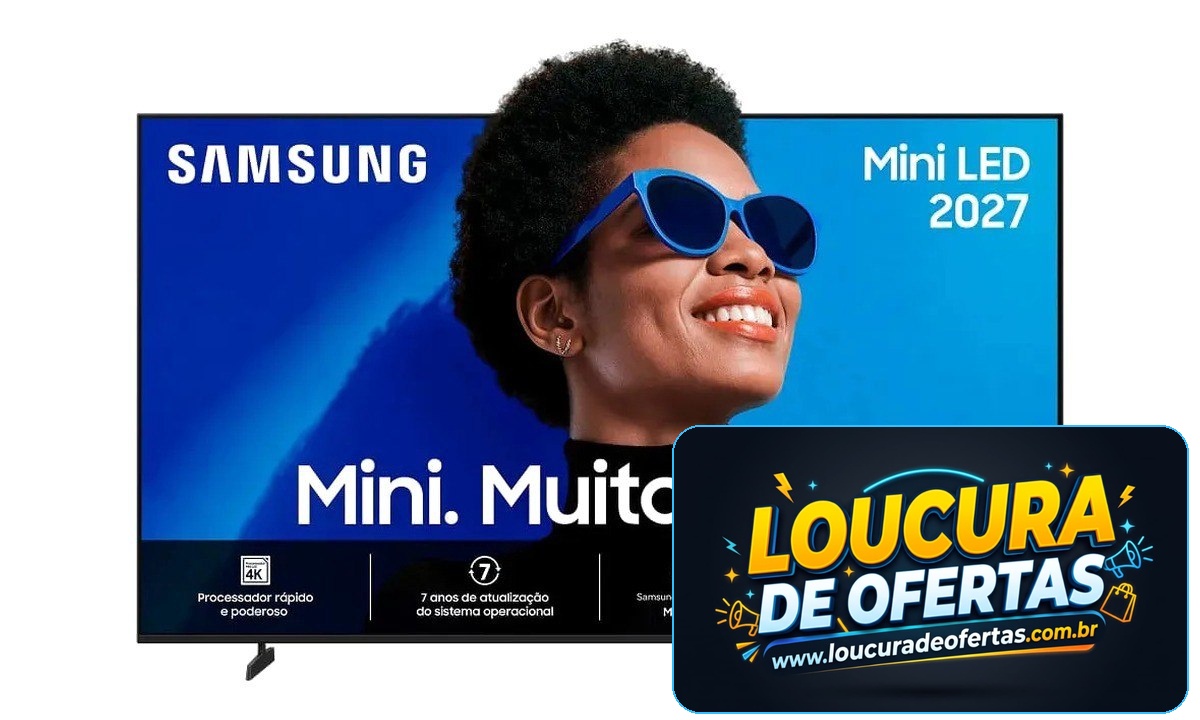 SAMSUNG
Mini LED
2027
Mini. Muito
4K
Processador rápido
e poderoso
7
7 anos de atualização
do sistema operacional
LOUCURA
DE OFERTAS
www.loucuradeofertas.com.br